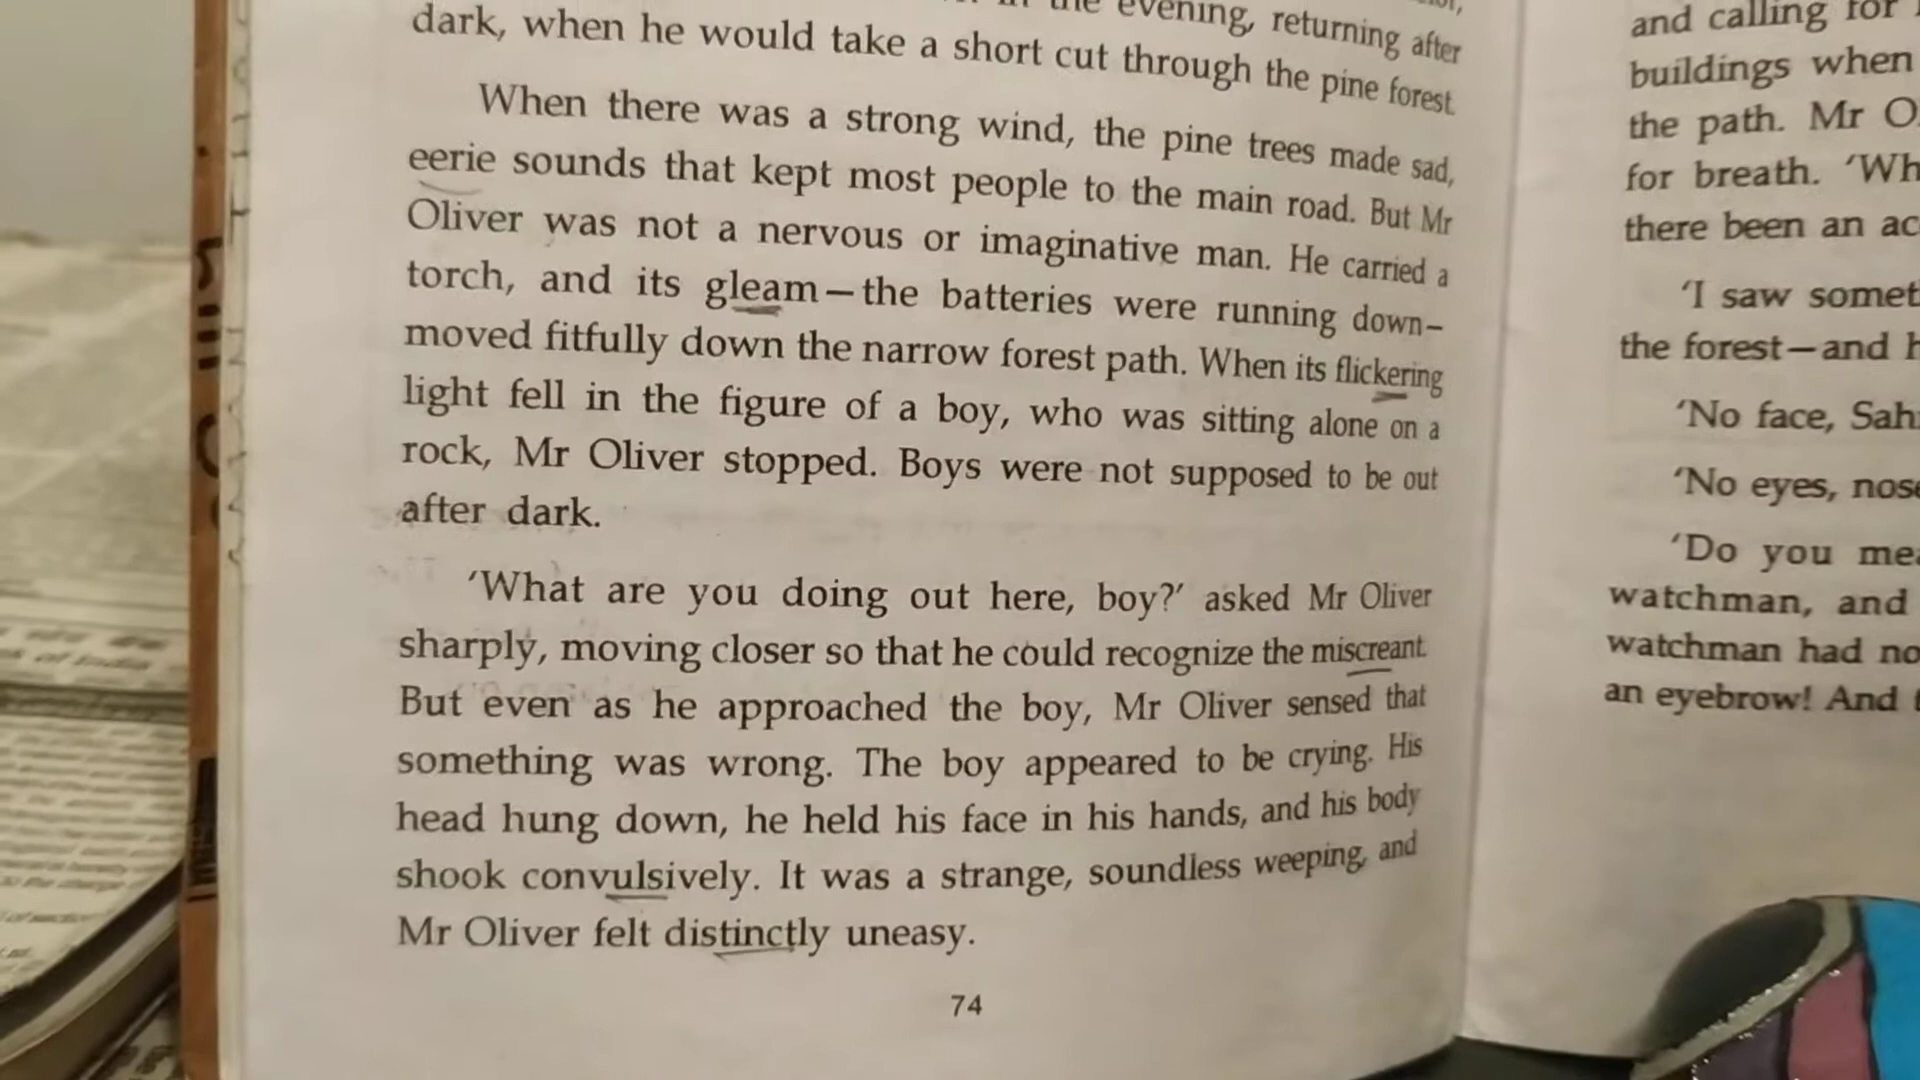 the evening, returning after
dark, when he would take a short cut through the pine forest.
When there was a strong wind, the pine trees made sad,
eerie sounds that kept most people to the main road. But Mr
Oliver was not a nervous or imaginative man. He carried a
torch, and its gleam—the batteries were running down—
moved fitfully down the narrow forest path. When its flickering
light fell in the figure of a boy, who was sitting alone on a
rock, Mr Oliver stopped. Boys were not supposed to be out
after dark.
'What are you doing out here, boy?' asked Mr Oliver
sharply, moving closer so that he could recognize the miscreant.
But even as he approached the boy, Mr Oliver sensed that
something was wrong. The boy appeared to be crying. His
head hung down, he held his face in his hands, and his body
shook convulsively. It was a strange, soundless weeping, and
Mr Oliver felt distinctly uneasy.
74
and calling for
buildings when
the path. Mr O
for breath. 'Wh
there been an ac
'I saw somet
the forest—and h
'No face, Sah
'No eyes, nose
'Do you mea
watchman, and
watchman had no
an eyebrow! And